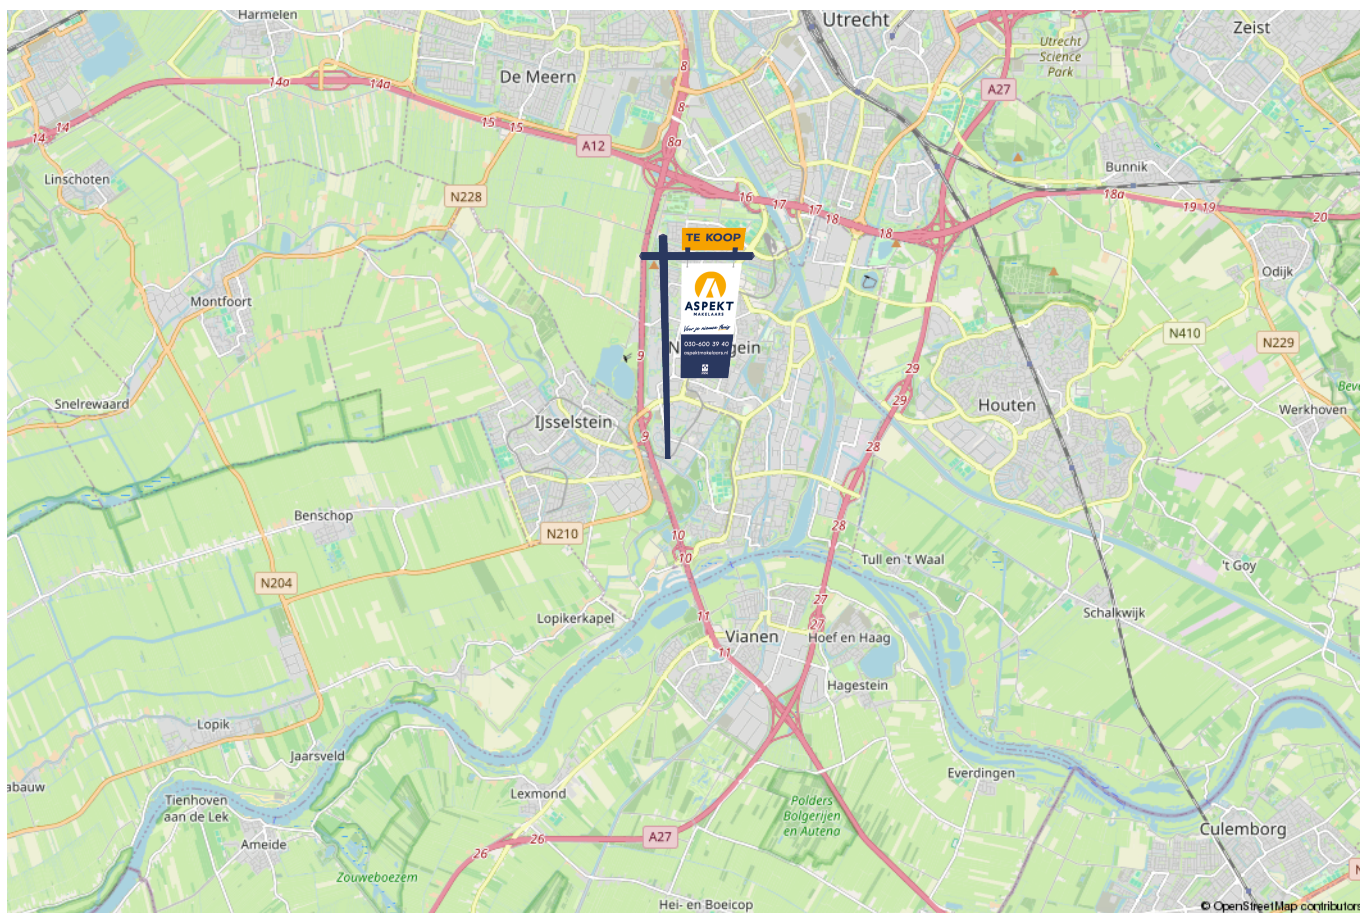 Harmelen
Utrecht
Zeist
Utrecht
Science
Park
De Meern
8
14a
14a
A27
8
14
14
15
15
A12
8a
Linschoten
Bunnik
N228
16
17
17
18
18
18a
19
19
20
TE KOOP
Odijk
Montfoort
ASPEKT
MAKELAARS
Voor je nieuwe thuis
030-600 39 40
aspektmakelaars.nl
9
N410
N229
29
29
Snelrewaard
IJsselstein
9
Houten
Werkhoven
28
Benschop
N210
28
10
10
Tull en 't Waal
't Goy
N204
27
Schalkwijk
Lopikerkapel
11
27
Vianen
Hoef en Haag
11
Hagestein
Lopik
Jaarsveld
Everdingen
abauw
Tienhoven
aan de Lek
Lexmond
Polders
Bolgerijen
en Autena
Culemborg
26
26
A27
Ameide
Zouweboezem
Hei- en Boeicop
© OpenStreetMap contributors